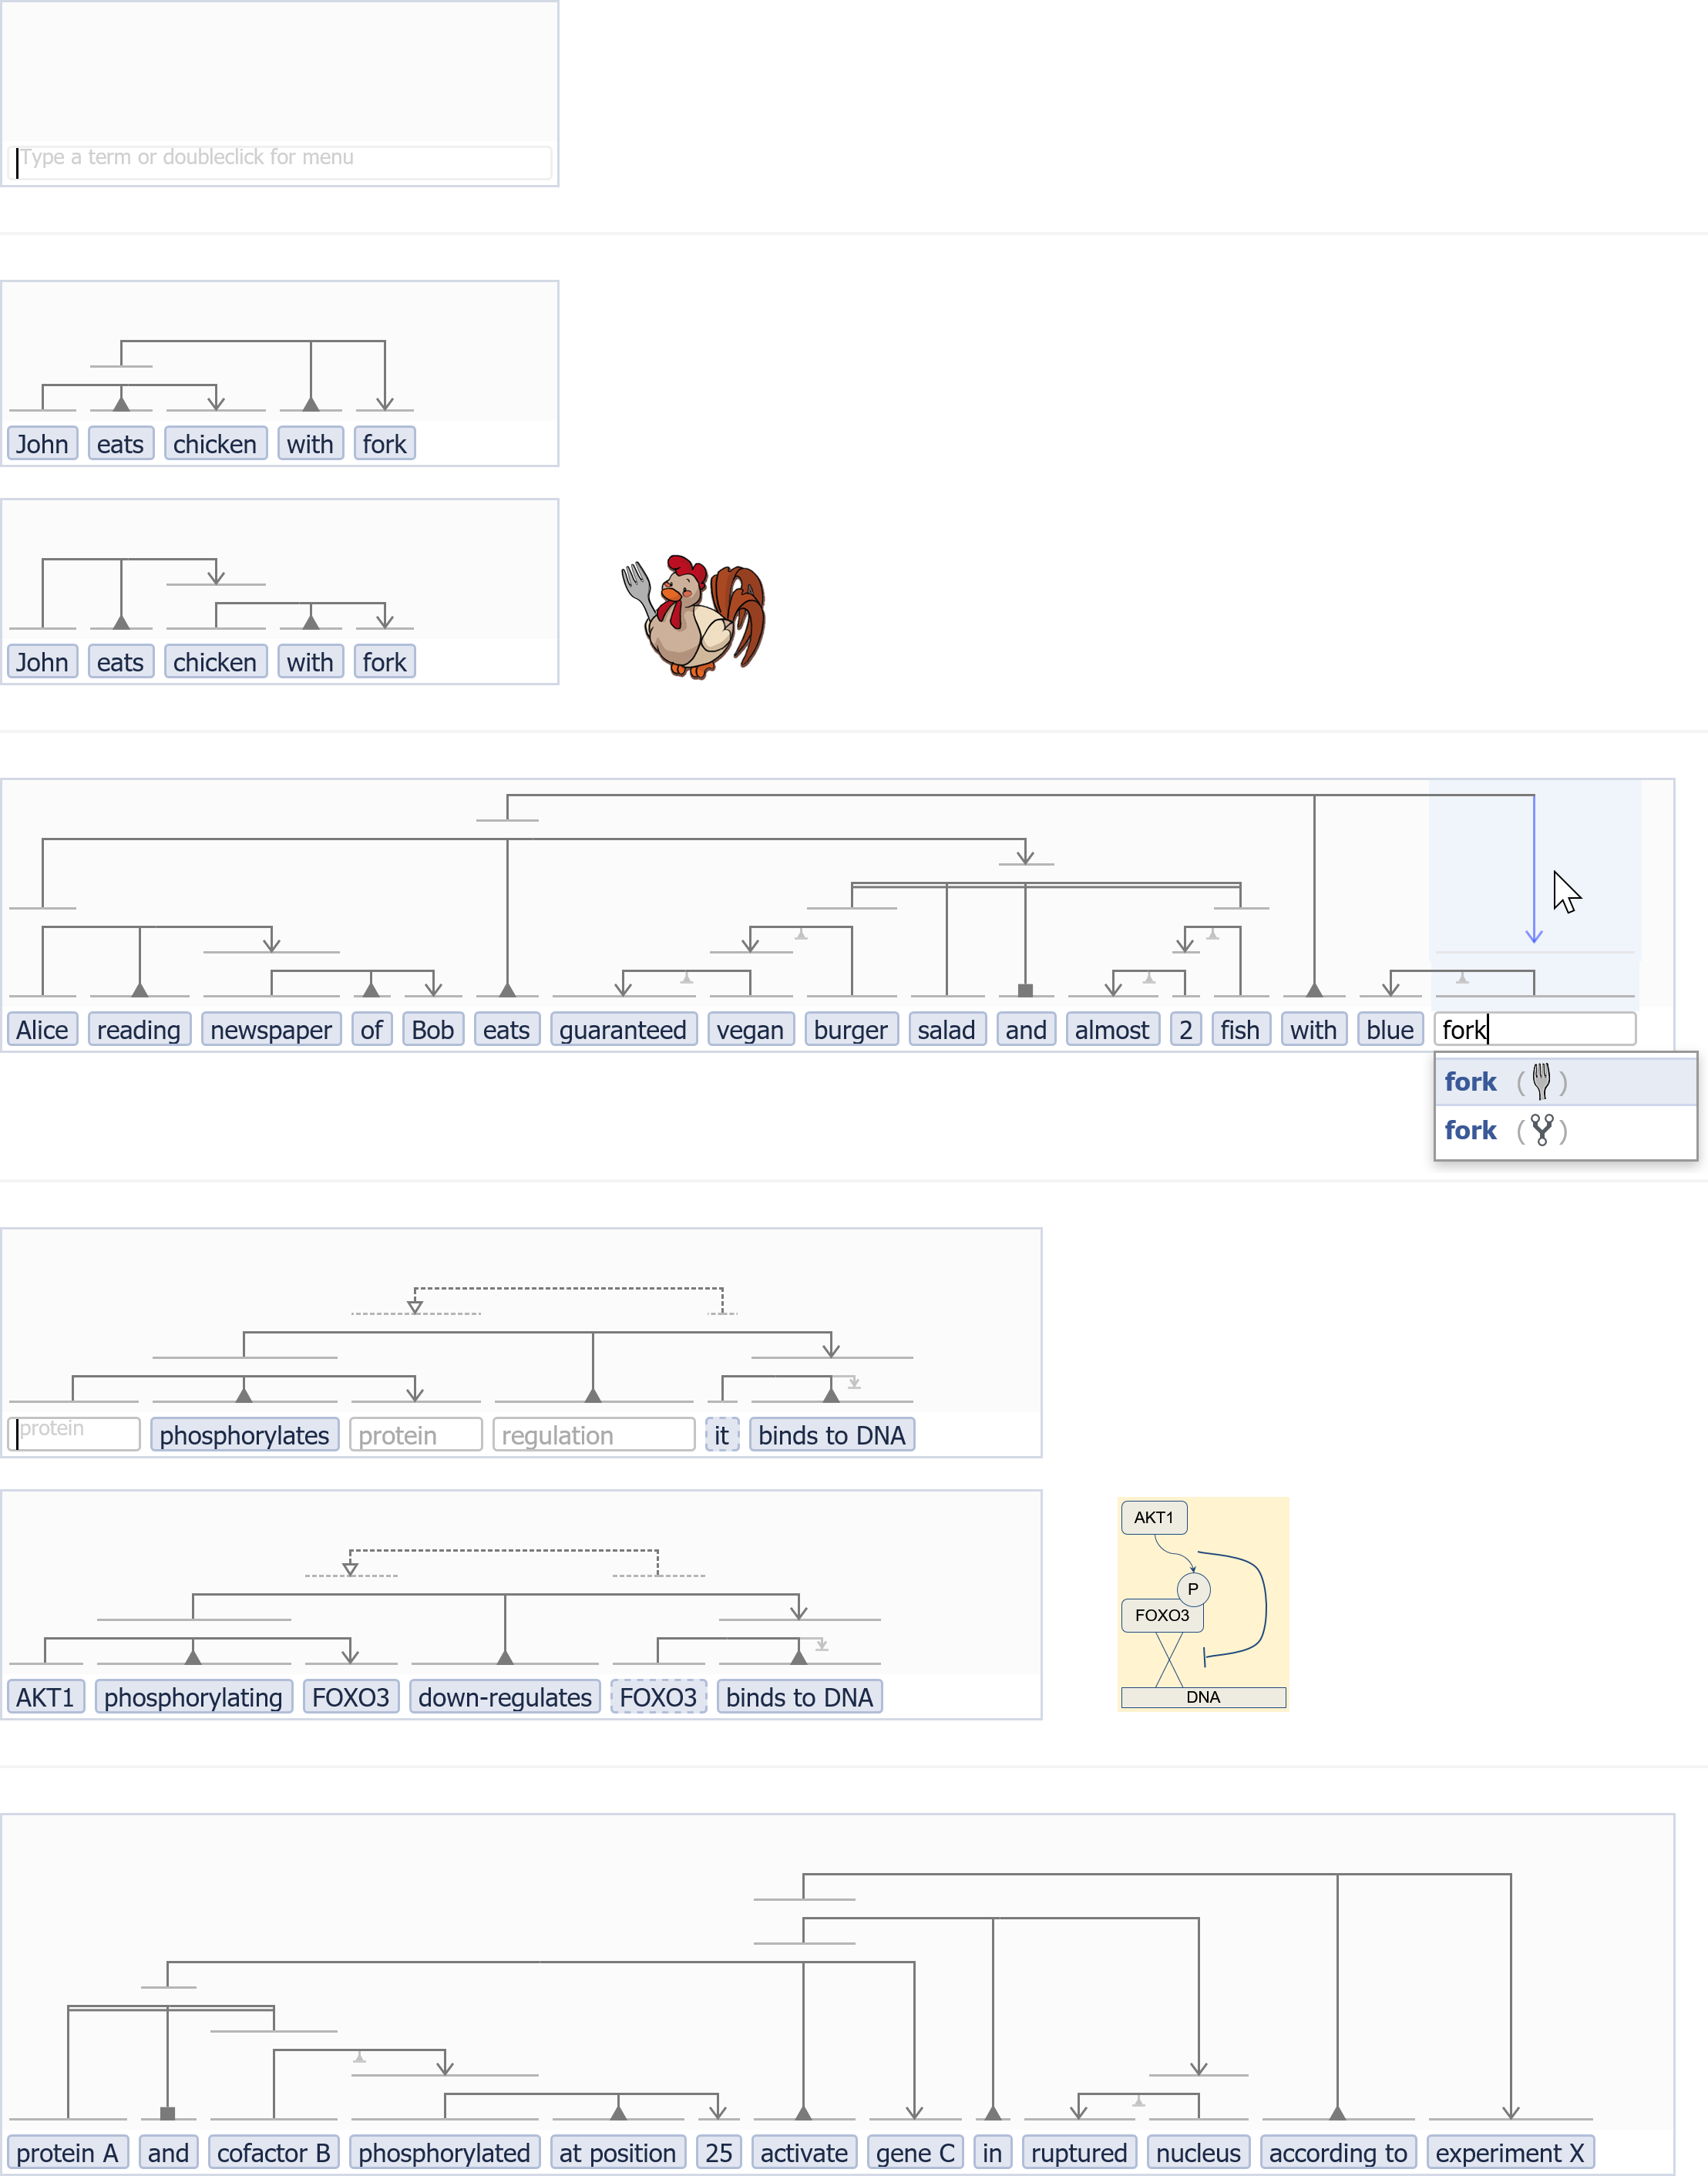 Type a term or doubleclick for menu
John eats chicken with fork
John eats chicken with fork
Alice reading newspaper of Bob eats guaranteed vegan burger salad and almost 2 fish with blue fork
fork ( )
fork ( )
protein phosphorylates protein regulation it binds to DNA
AKT1 phosphorylating FOXO3 down-regulates FOXO3 binds to DNA
AKT1
P
FOXO3
DNA
protein A and cofactor B phosphorylated at position 25 activate gene C in ruptured nucleus according to experiment X